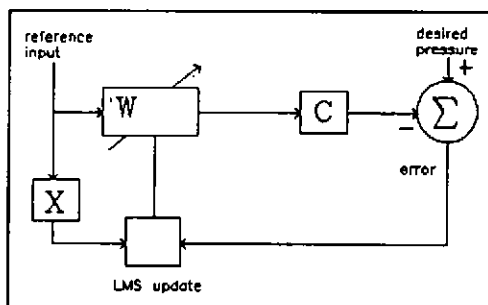 reference
input
desired
pressure
+
W
C
−
Σ
error
X
LMS update